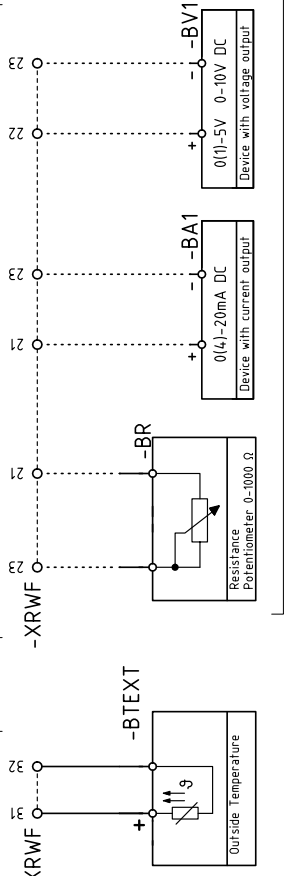 XRWF
31
32
+
-BTEXT
ϑ
Outside Temperature
-XRWF
23
21
-BR
Resistance
Potentiometer 0-1000 Ω
21
23
+
-
-BA1
0(4)-20mA DC
Device with current output
22
23
+
-
-BV1
0(1)-5V 0-10V DC
Device with voltage output